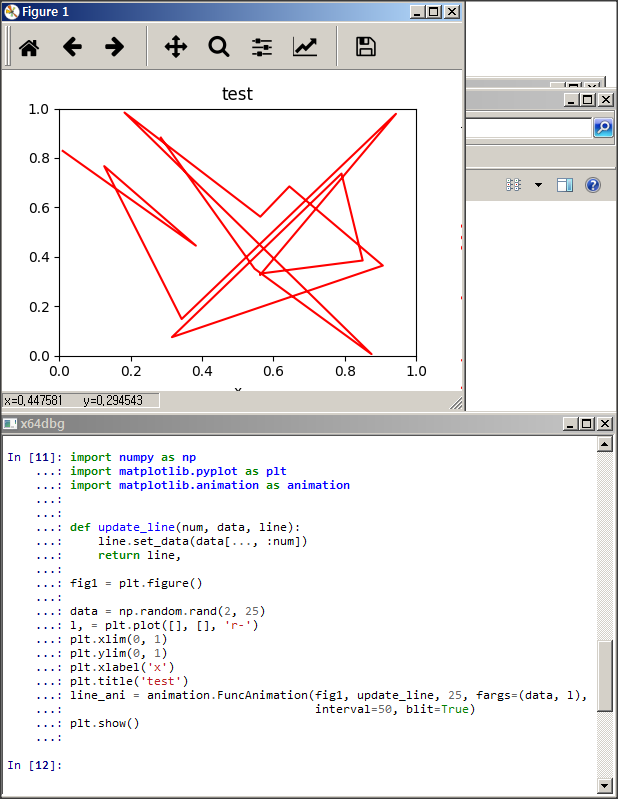 Figure 1
test
1.0
0.8
0.6
0.4
0.2
0.0
0.0 0.2 0.4 0.6 0.8 1.0
x=0,447581 y=0,294543
x64dbg
In [11]: import numpy as np
...: import matplotlib.pyplot as plt
...: import matplotlib.animation as animation
...:
...:
...: def update_line(num, data, line):
...:     line.set_data(data[..., :num])
...:     return line,
...:
...: fig1 = plt.figure()
...:
...: data = np.random.rand(2, 25)
...: l, = plt.plot([], [], 'r-')
...: plt.xlim(0, 1)
...: plt.ylim(0, 1)
...: plt.xlabel('x')
...: plt.title('test')
...: line_ani = animation.FuncAnimation(fig1, update_line, 25, fargs=(data, l),
...:                                    interval=50, blit=True)
...: plt.show()
...:
In [12]: